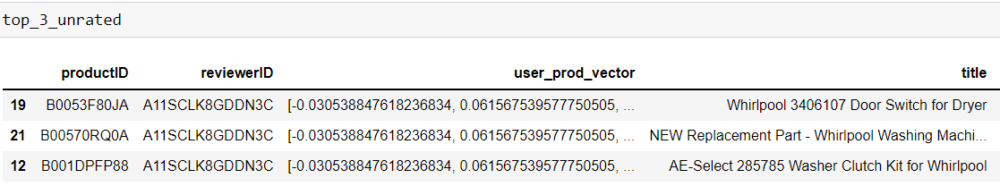 top_3_unrated
productID reviewerID user_prod_vector title
19 B0053F80JA A11SCLK8GDDN3C [-0.030538847618236834, 0.061567539577750505, ... Whirlpool 3406107 Door Switch for Dryer
21 B00570RQ0A A11SCLK8GDDN3C [-0.030538847618236834, 0.061567539577750505, ... NEW Replacement Part - Whirlpool Washing Machi...
12 B001DPFP88 A11SCLK8GDDN3C [-0.030538847618236834, 0.061567539577750505, ... AE-Select 285785 Washer Clutch Kit for Whirlpool